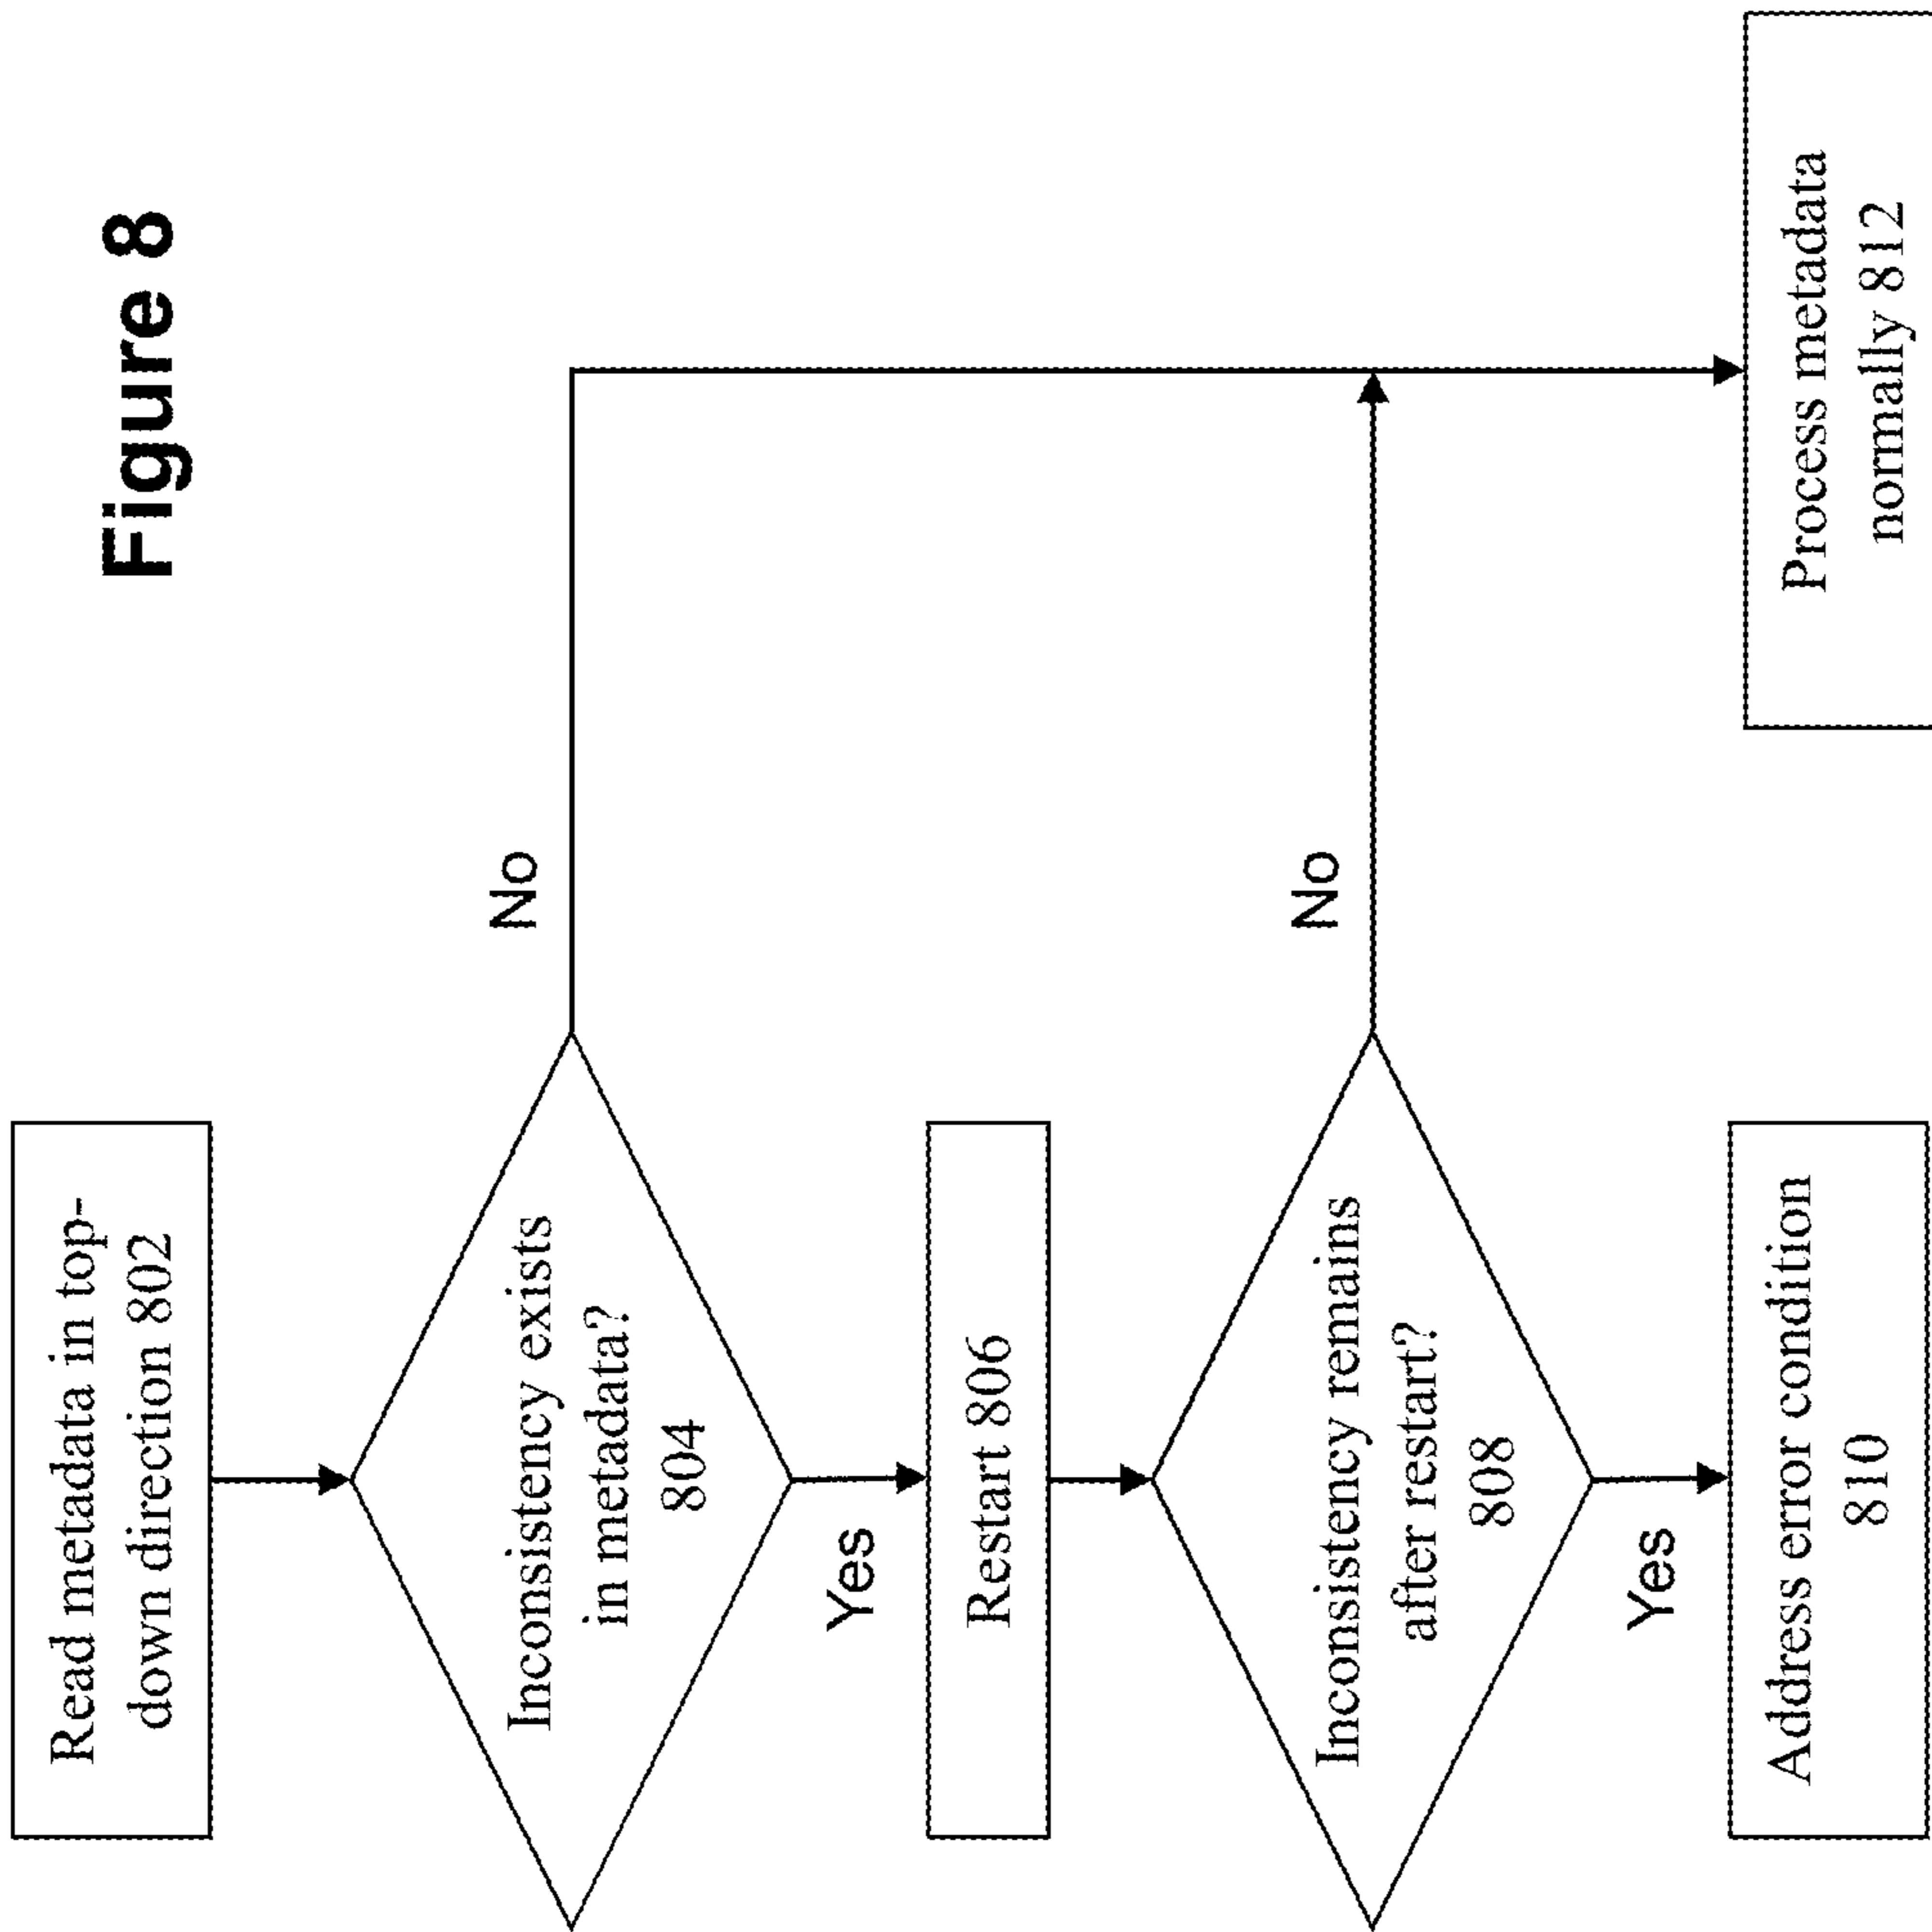 Figure 8
Read metadata in top-
down direction 802
Inconsistency exists
in metadata?
804
No
Yes
Restart 806
Inconsistency remains
after restart?
808
No
Yes
Address error condition
810
Process metadata
normally 812